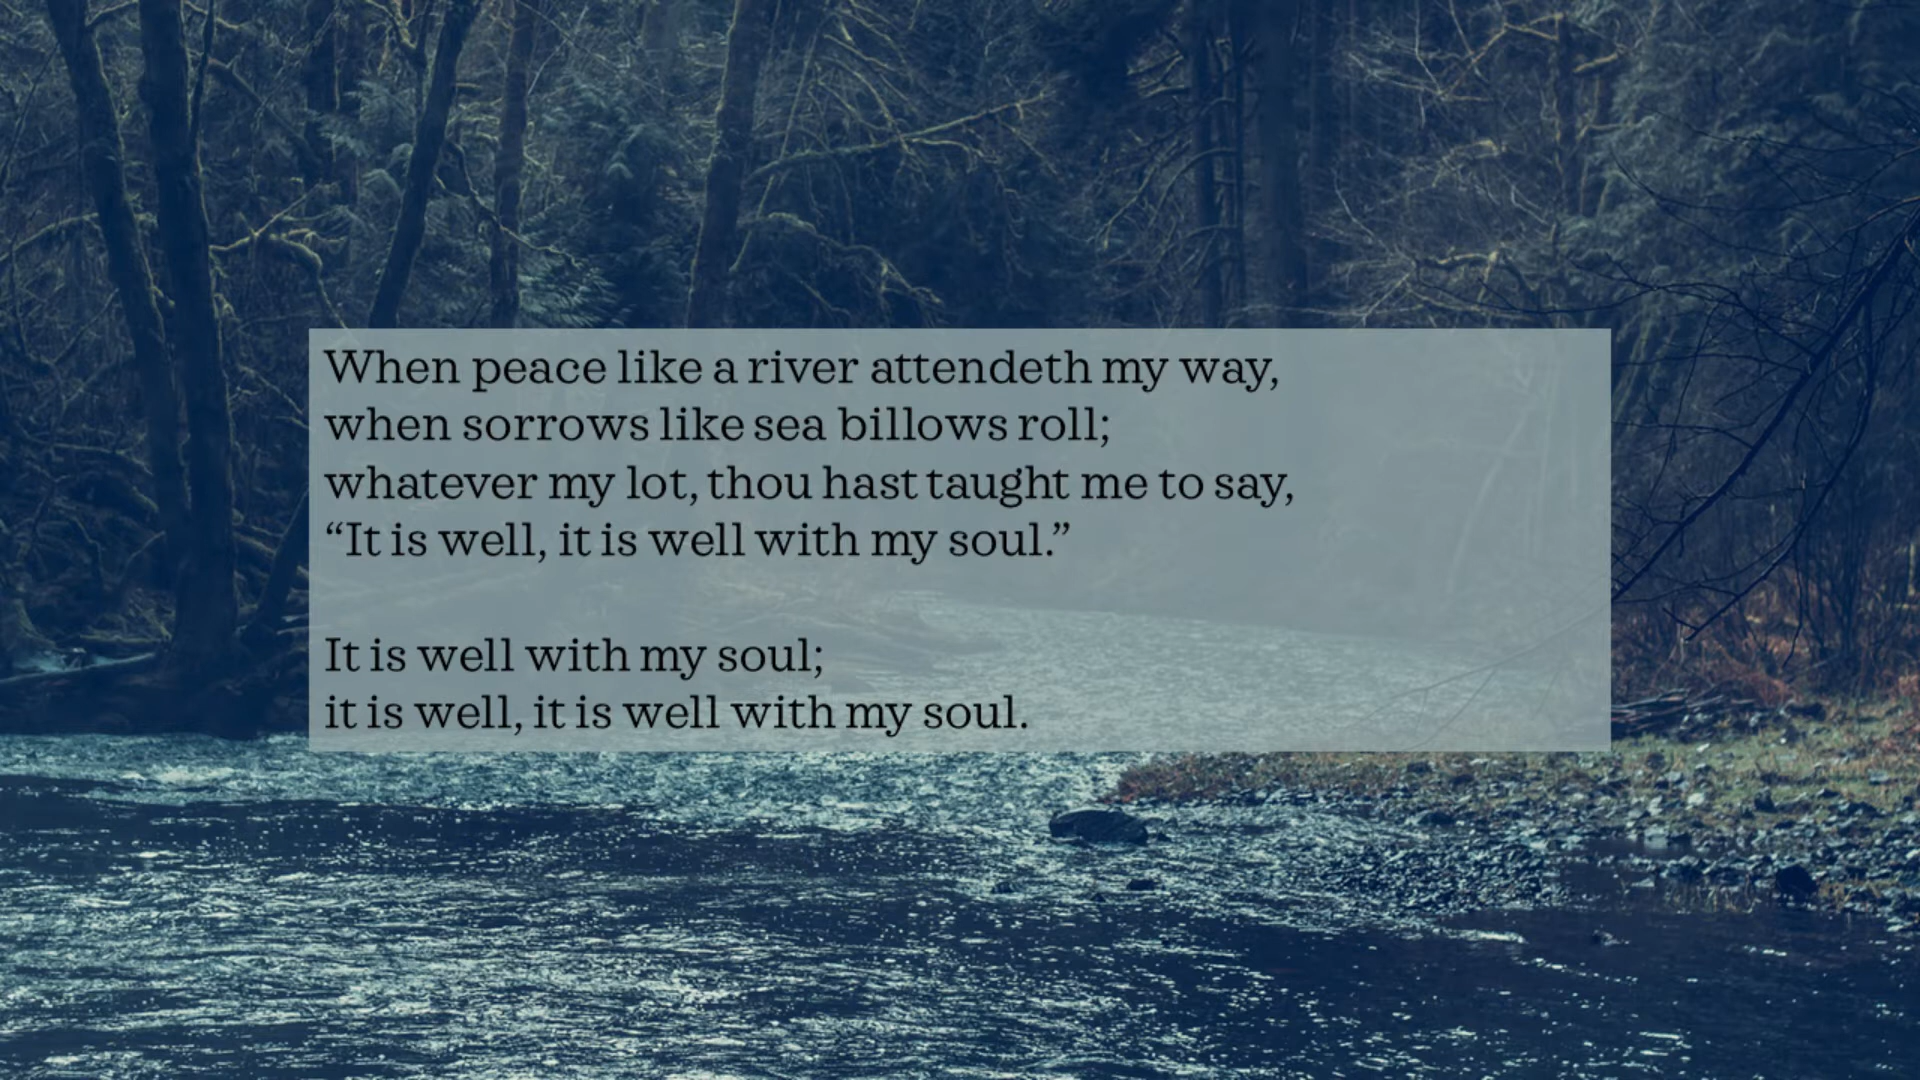 When peace like a river attendeth my way,
when sorrows like sea billows roll;
whatever my lot, thou hast taught me to say,
“It is well, it is well with my soul.”
It is well with my soul;
it is well, it is well with my soul.